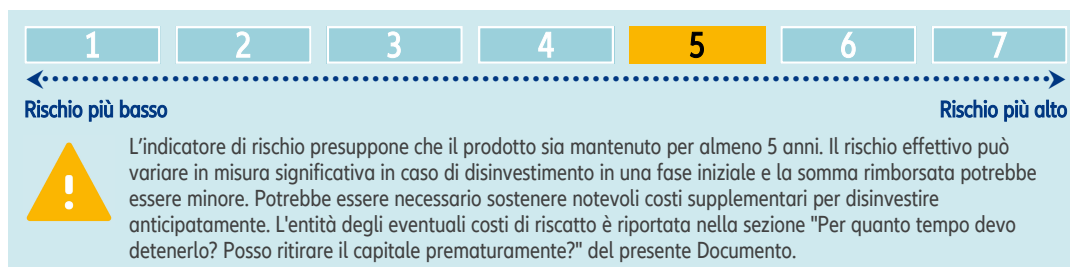 1 2 3 4 5 6 7
Rischio più basso Rischio più alto
L'indicatore di rischio presuppone che il prodotto sia mantenuto per almeno 5 anni. Il rischio effettivo può
variare in misura significativa in caso di disinvestimento in una fase iniziale e la somma rimborsata potrebbe
essere minore. Potrebbe essere necessario sostenere notevoli costi supplementari per disinvestire
anticipatamente. L'entità degli eventuali costi di riscatto è riportata nella sezione "Per quanto tempo devo
detenerlo? Posso ritirare il capitale prematuramente?" del presente Documento.